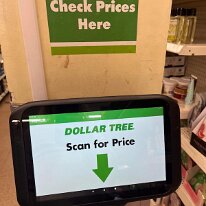 Check Prices
Here
DOLLAR TREE
Scan for Price